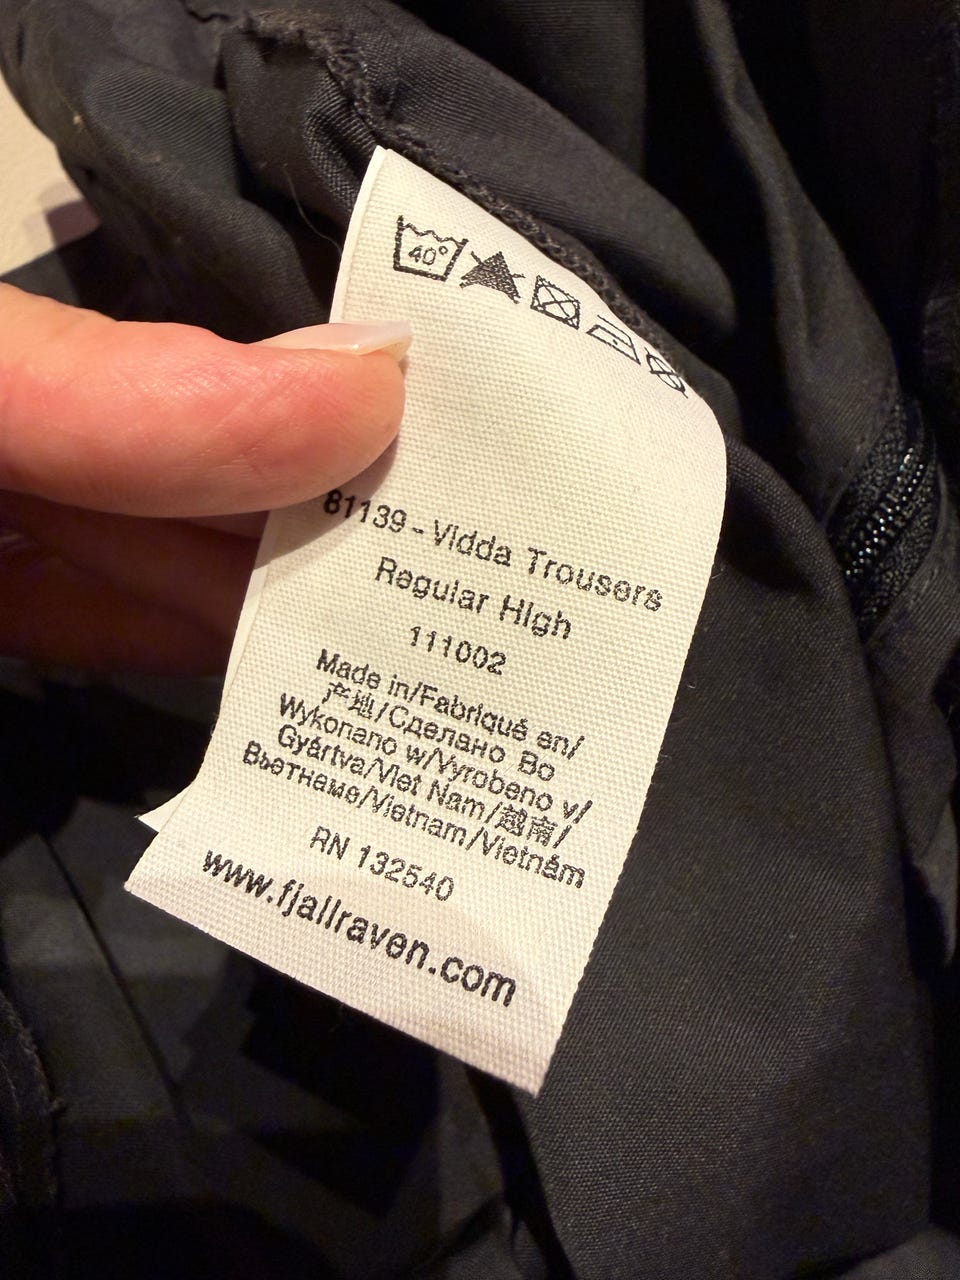 40°
81139 - Vidda Trousers
Regular High
111002
Made in/Fabriqué en/
产地/Сделано Во
Wykonano w/Vyrobeno v/
Gyártva/Viet Nam/越南/
Вьетнаме/Vietnam/Vietnám
RN 132540
www.fjallraven.com